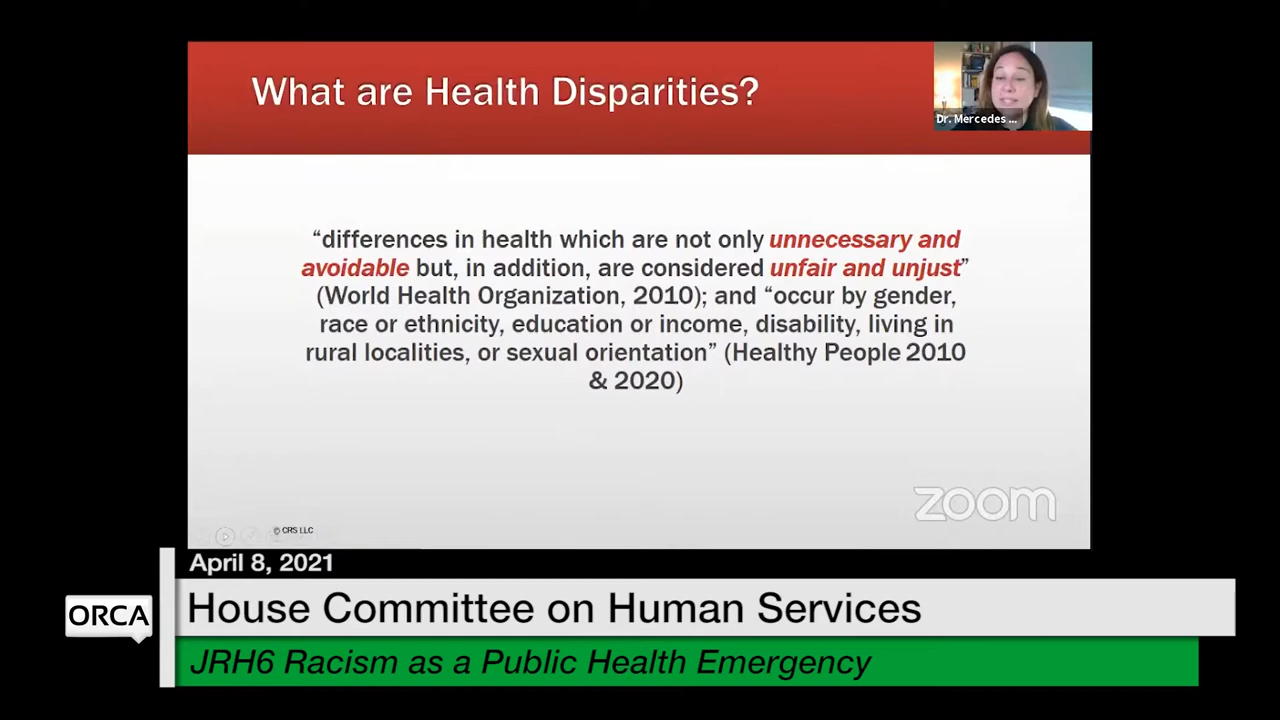 What are Health Disparities?
Dr. Mercedes ...
“differences in health which are not only unnecessary and
avoidable but, in addition, are considered unfair and unjust”
(World Health Organization, 2010); and “occur by gender,
race or ethnicity, education or income, disability, living in
rural localities, or sexual orientation” (Healthy People 2010
& 2020)
zoom
© CRS LLC
April 8, 2021
ORCA
House Committee on Human Services
JRH6 Racism as a Public Health Emergency